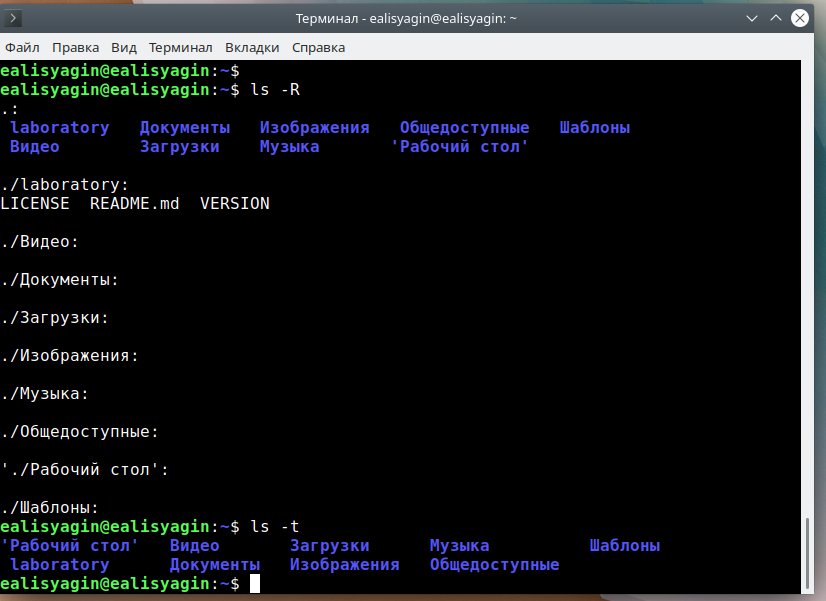 Терминал - ealisyagin@ealisyagin: ~
Файл Правка Вид Терминал Вкладки Справка
ealisyagin@ealisyagin:~$
ealisyagin@ealisyagin:~$ ls -R
.:
laboratory Документы Изображения Общедоступные Шаблоны
Видео Загрузки Музыка 'Рабочий стол'
./laboratory:
LICENSE README.md VERSION
./Видео:
./Документы:
./Загрузки:
./Изображения:
./Музыка:
./Общедоступные:
'./Рабочий стол':
./Шаблоны:
ealisyagin@ealisyagin:~$ ls -t
'Рабочий стол' Видео Загрузки Музыка Шаблоны
laboratory Документы Изображения Общедоступные
ealisyagin@ealisyagin:~$